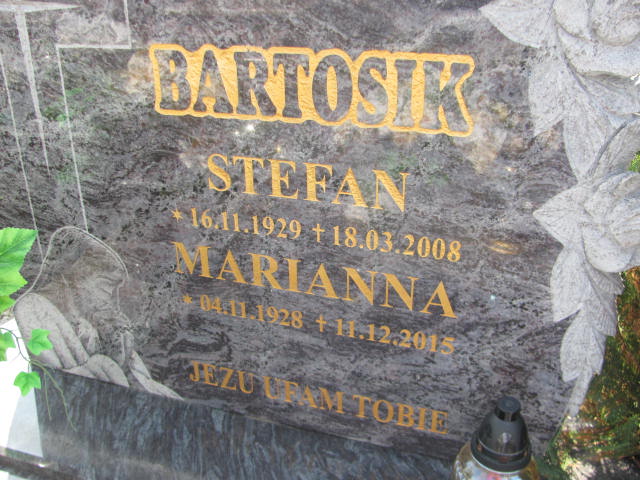 BARTOSIK
STEFAN
* 16.11.1929 † 18.03.2008
MARIANNA
* 04.11.1928 † 11.12.2015
JEZU UFAM TOBIE